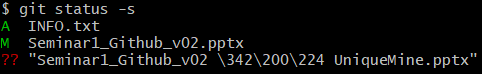 $ git status -s
A  INFO.txt
M  Seminar1_Github_v02.pptx
?? "Seminar1_Github_v02 \342\200\224 UniqueMine.pptx"